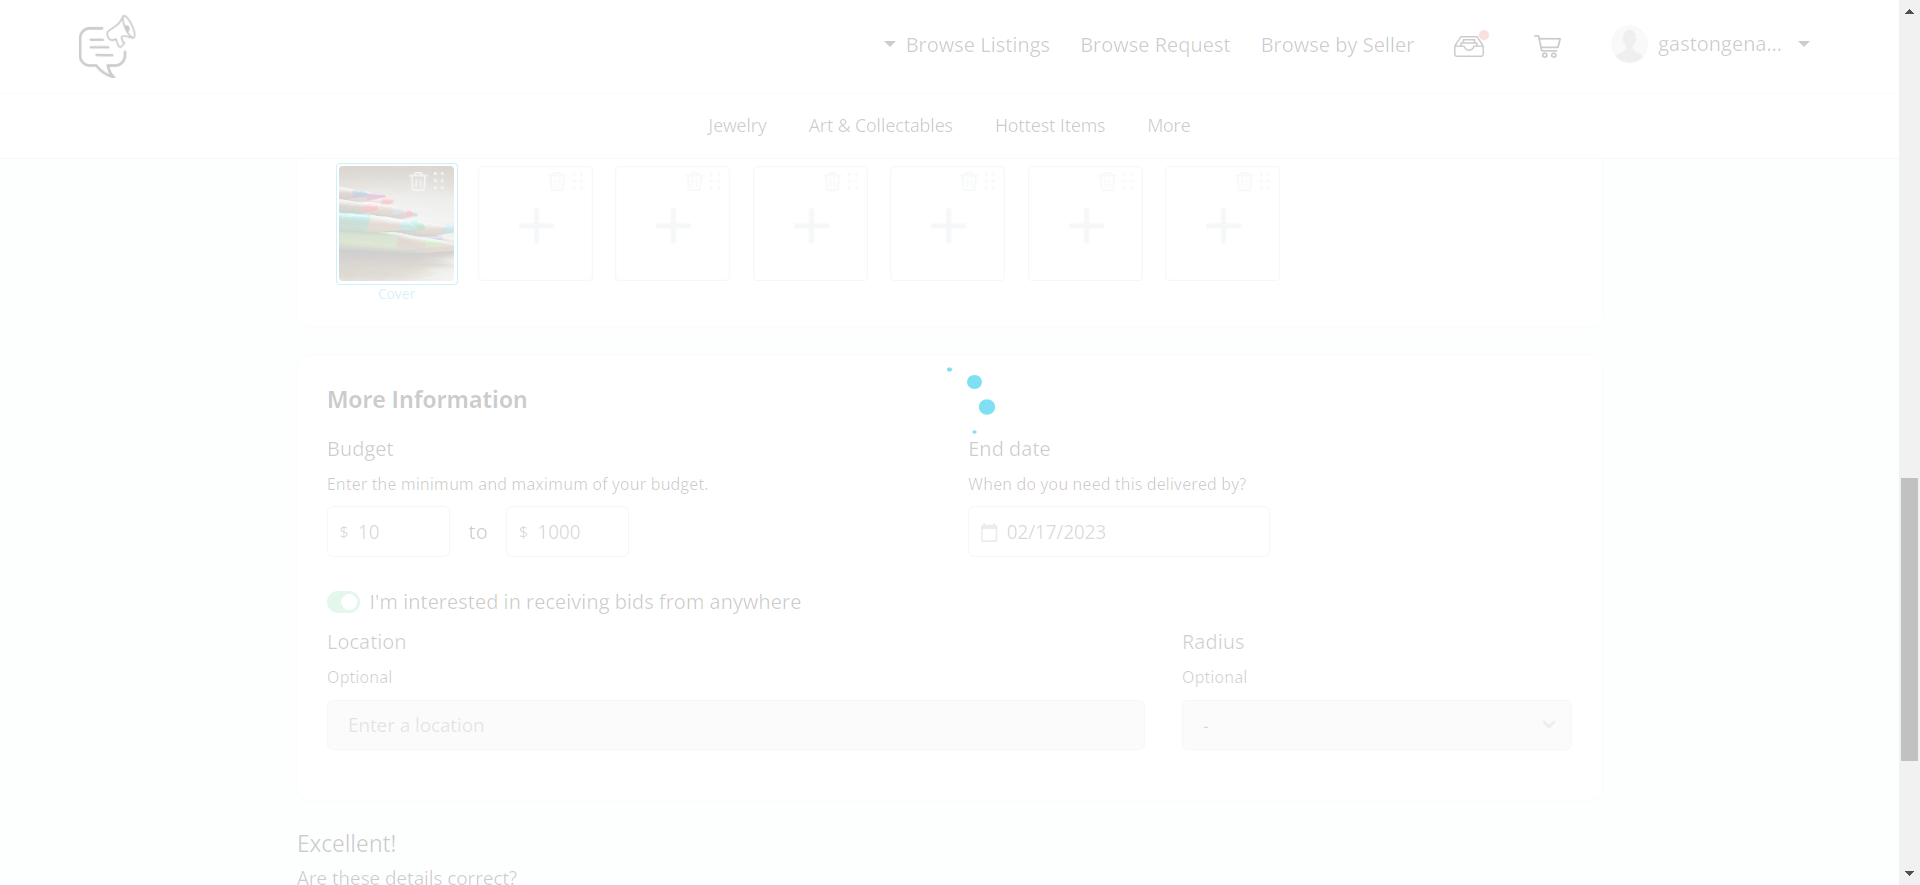 Browse Listings
Browse Request
Browse by Seller
gastongena...
Jewelry
Art & Collectables
Hottest Items
More
Cover
More Information
Budget
End date
Enter the minimum and maximum of your budget.
When do you need this delivered by?
$ 10
to
$ 1000
02/17/2023
I'm interested in receiving bids from anywhere
Location
Radius
Optional
Optional
Enter a location
-
Excellent!
Are these details correct?